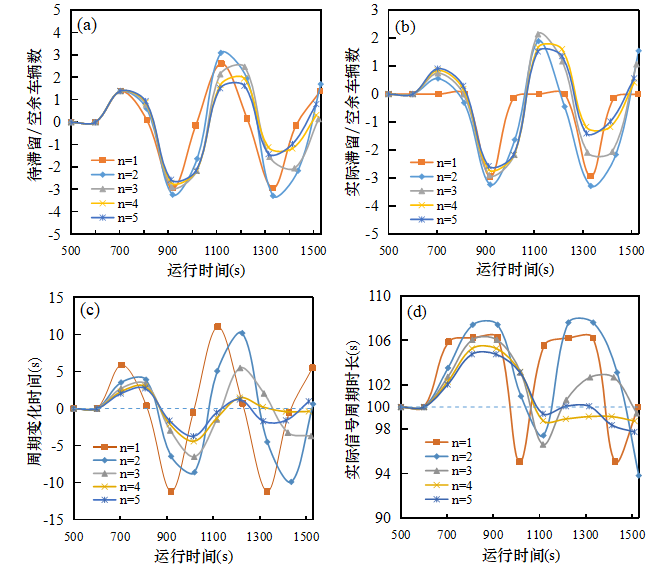 (a)
5
4
3
2
1
0
-1
-2
-3
-4
-5
待滞留/空余车辆数
n=1
n=2
n=3
n=4
n=5
500 700 900 1100 1300 1500
运行时间(s)
(b)
3
2
1
0
-1
-2
-3
-4
-5
实际滞留/空余车辆数
n=1
n=2
n=3
n=4
n=5
500 700 900 1100 1300 1500
运行时间(s)
(c)
15
10
5
0
-5
-10
-15
周期变化时间(s)
n=1
n=2
n=3
n=4
n=5
500 700 900 1100 1300 1500
运行时间(s)
(d)
110
106
102
100
98
94
90
实际信号周期时长(s)
n=1
n=2
n=3
n=4
n=5
500 700 900 1100 1300 1500
运行时间(s)